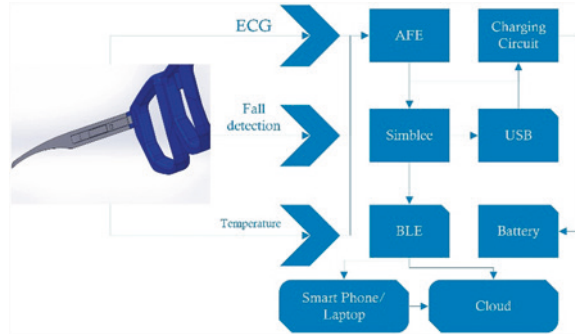 ECG
AFE
Charging
Circuit
Fall
detection
Simblee
USB
Temperature
BLE
Battery
Smart Phone/
Laptop
Cloud